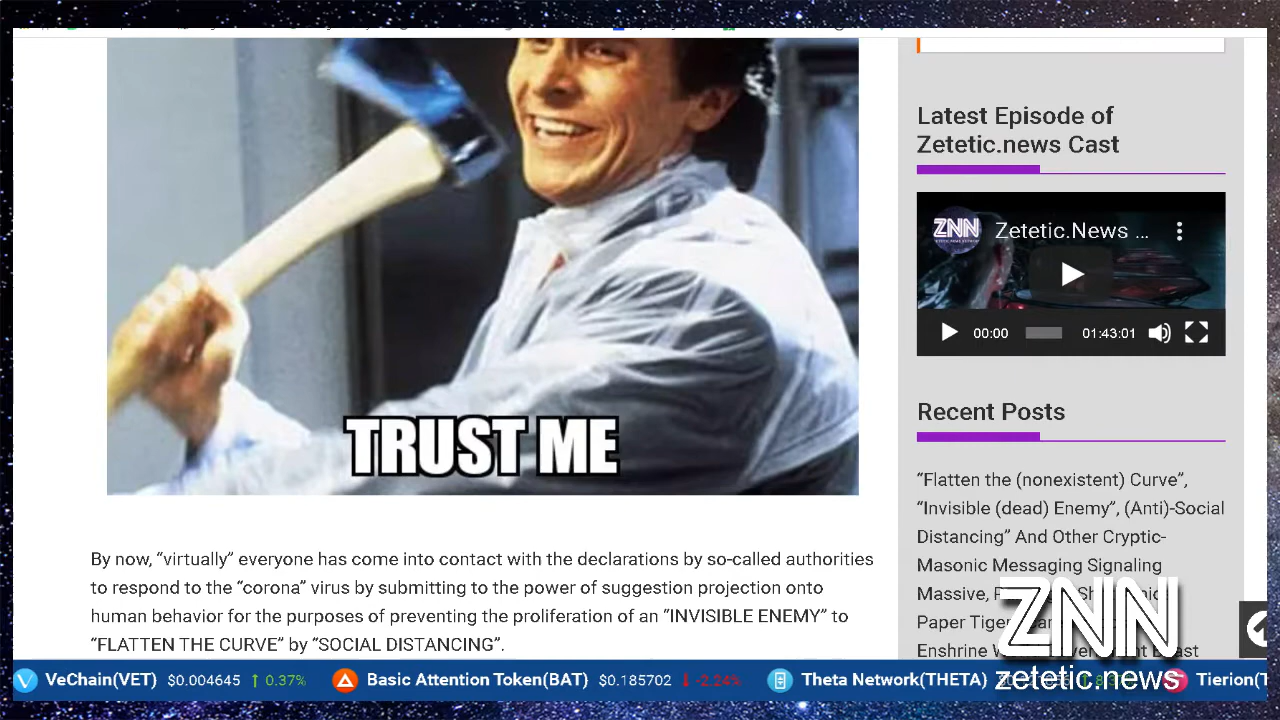 TRUST ME
By now, “virtually” everyone has come into contact with the declarations by so-called authorities
to respond to the “corona” virus by submitting to the power of suggestion projection onto
human behavior for the purposes of preventing the proliferation of an “INVISIBLE ENEMY” to
“FLATTEN THE CURVE” by “SOCIAL DISTANCING”.
Latest Episode of
Zetetic.news Cast
ZNN
Zetetic.News ...
00:00
01:43:01
Recent Posts
“Flatten the (nonexistent) Curve”,
“Invisible (dead) Enemy”, (Anti)-Social
Distancing” And Other Cryptic-
Masonic Messaging Signaling
Massive,
Paper
Enshrine
ZNN
zetetic.news
VeChain(VET) $0.004645 0.37% Basic Attention Token(BAT) $0.185702 -2.24% Theta Network(THETA) Tierion(T